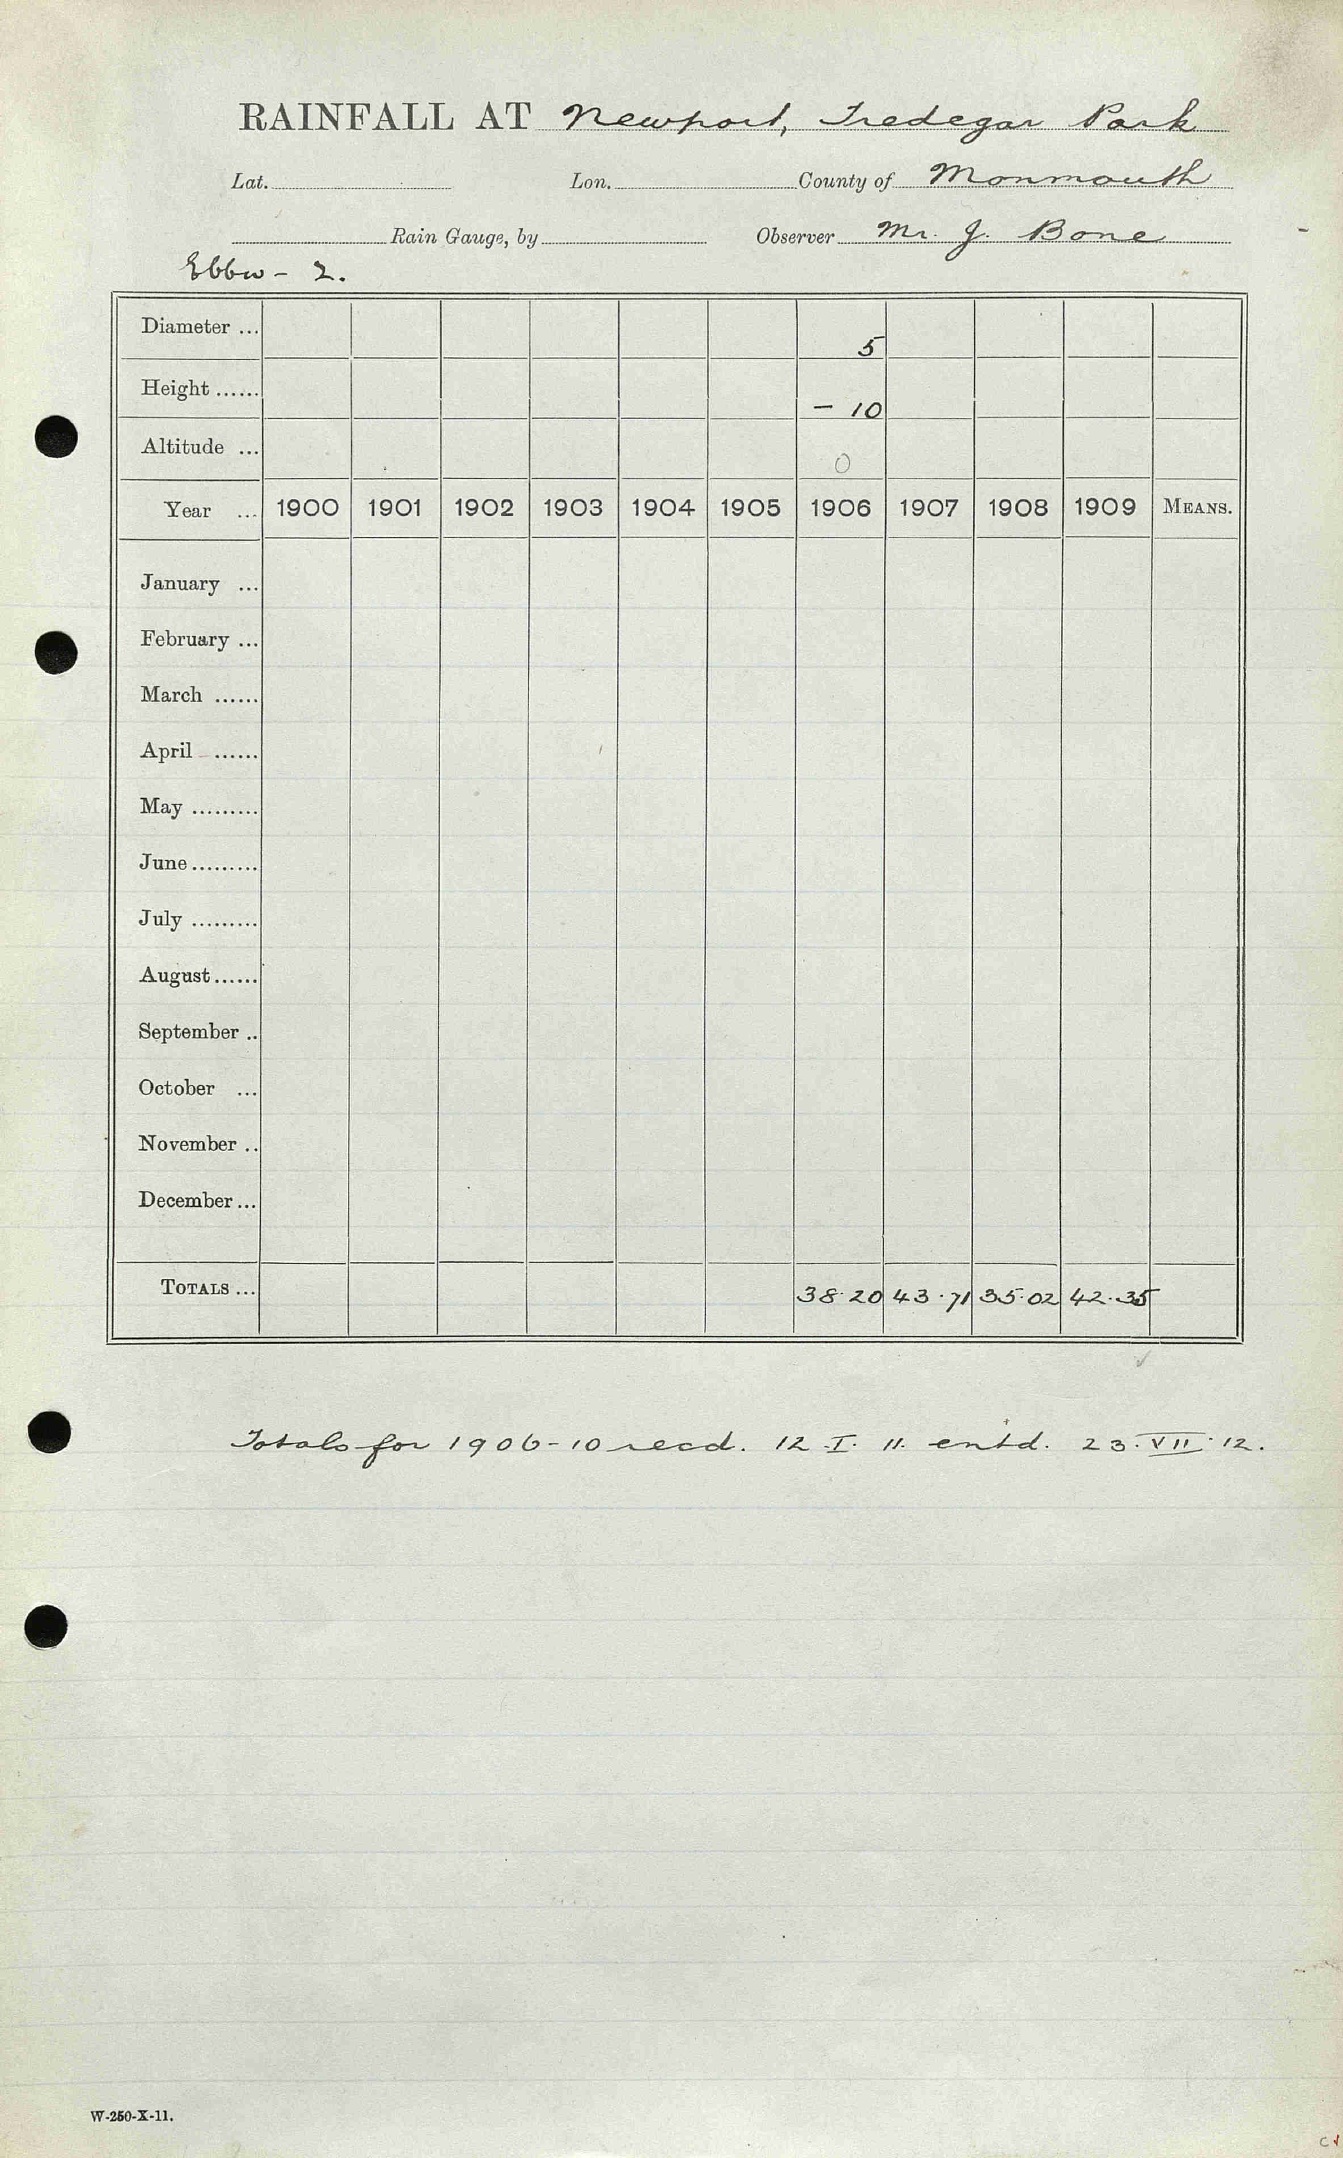 RAINFALL AT Newport, Tredegar Park
Lat. Lon. County of Monmouth
Rain Gauge, by Observer Mr. J. Bone
Ebbw - 2.
Diameter ... 5
Height ...... - 10
Altitude ... 0
Year ... 1900 1901 1902 1903 1904 1905 1906 1907 1908 1909 MEANS.
January ...
February ...
March ......
April ......
May .........
June .........
July .........
August ......
September ..
October ...
November ..
December ...
TOTALS ... 38.20 43.71 35.02 42.35
Totals for 1906-10 recd. 12.I.11. entd. 23.VII.12.
W-250-X-11.